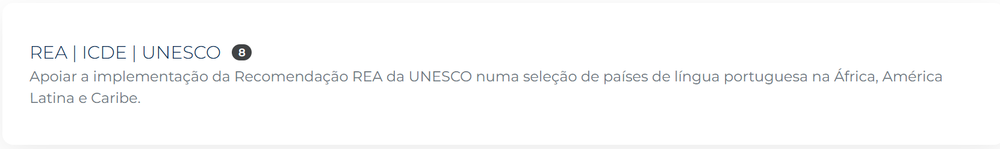 REA | ICDE | UNESCO 8
Apoiar a implementação da Recomendação REA da UNESCO numa seleção de países de língua portuguesa na África, América
Latina e Caribe.